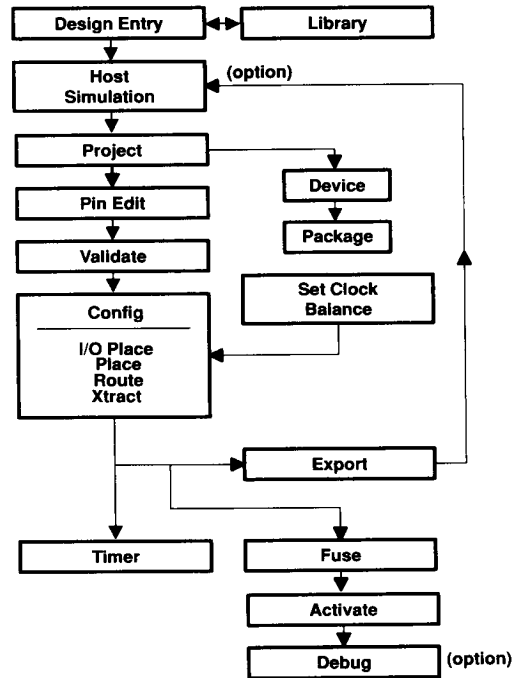 Design Entry
Library
Host
Simulation
(option)
Project
Device
Pin Edit
Package
Validate
Set Clock
Balance
Config
I/O Place
Place
Route
Xtract
Export
Timer
Fuse
Activate
Debug
(option)